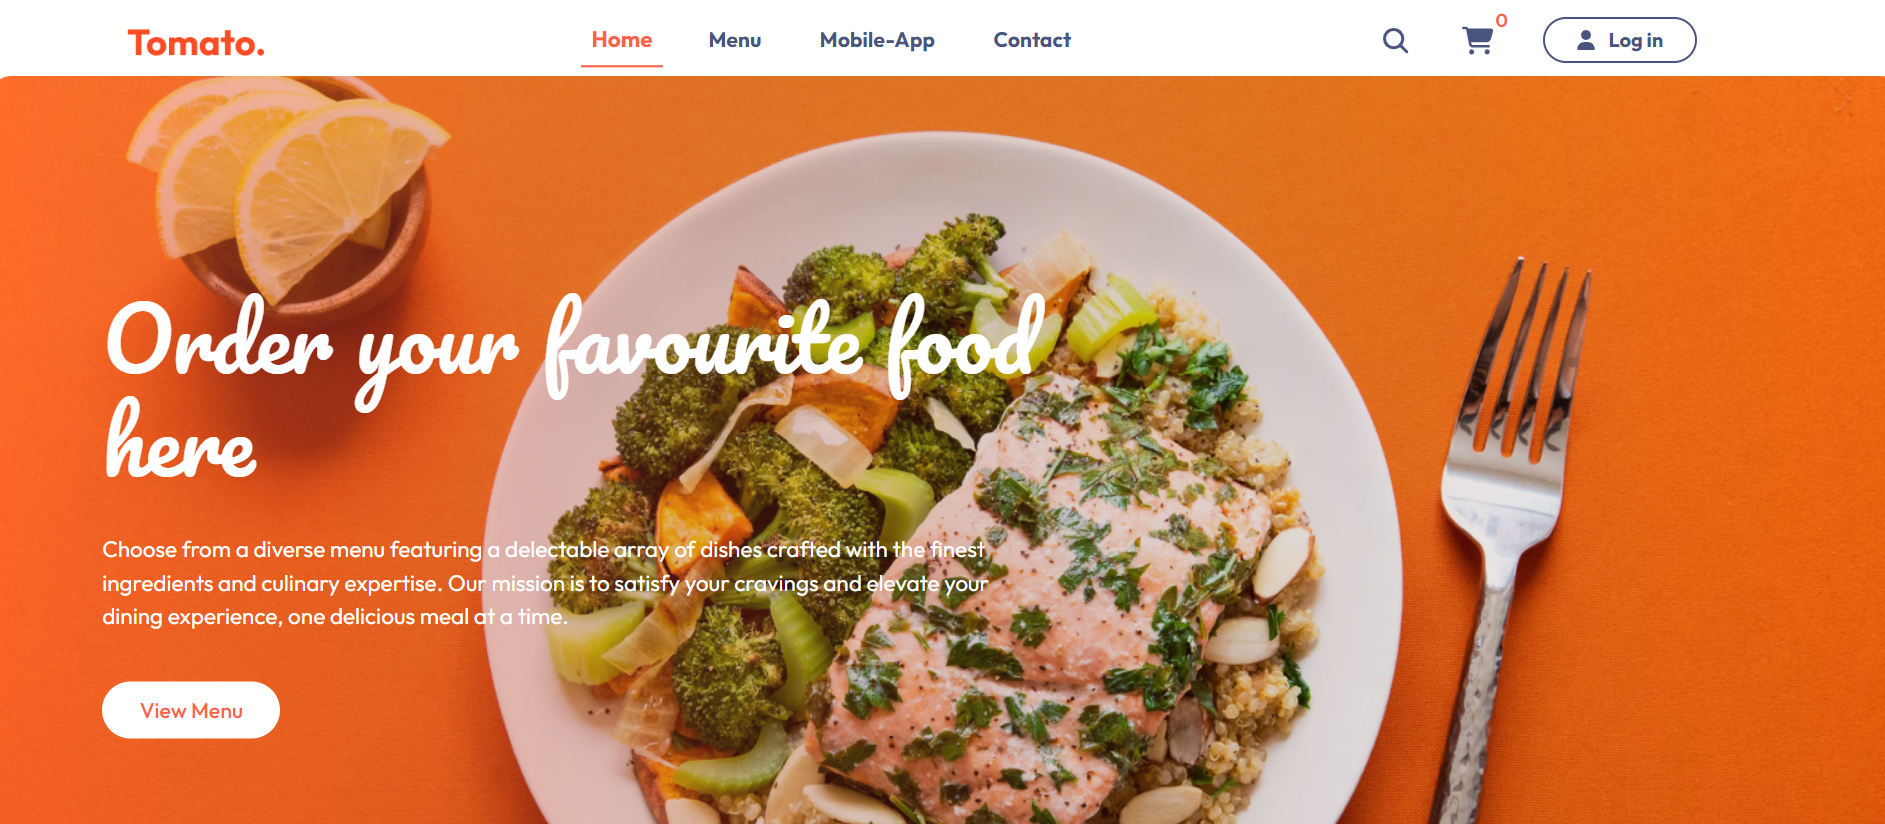 Tomato.
Home
Menu
Mobile-App
Contact
0
Log in
Order your favourite food
here
Choose from a diverse menu featuring a delectable array of dishes crafted with the finest
ingredients and culinary expertise. Our mission is to satisfy your cravings and elevate your
dining experience, one delicious meal at a time.
View Menu